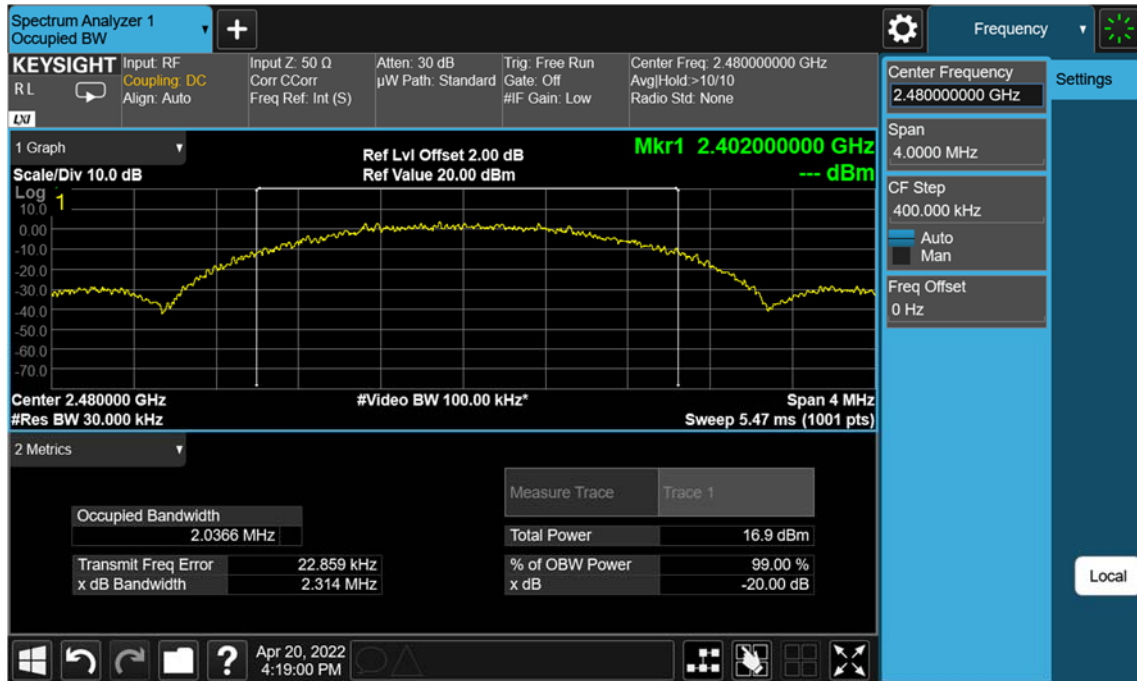 Spectrum Analyzer 1
Occupied BW
+
Frequency
KEYSIGHT
R L
LXI
Input: RF
Coupling: DC
Align: Auto
Input Z: 50 Ω
Corr CCorr
Freq Ref: Int (S)
Atten: 30 dB
µW Path: Standard
Trig: Free Run
Gate: Off
#IF Gain: Low
Center Freq: 2.480000000 GHz
Avg|Hold:>10/10
Radio Std: None
1 Graph
Scale/Div 10.0 dB
Ref Lvl Offset 2.00 dB
Ref Value 20.00 dBm
Mkr1 2.402000000 GHz
--- dBm
Log
1
10.0
0.00
-10.0
-20.0
-30.0
-40.0
-50.0
-60.0
-70.0
Center 2.480000 GHz
#Video BW 100.00 kHz*
Span 4 MHz
#Res BW 30.000 kHz
Sweep 5.47 ms (1001 pts)
2 Metrics
Measure Trace
Trace 1
Occupied Bandwidth
2.0366 MHz
Total Power
16.9 dBm
Transmit Freq Error
22.859 kHz
% of OBW Power
99.00 %
x dB Bandwidth
2.314 MHz
x dB
-20.00 dB
Center Frequency
2.480000000 GHz
Settings
Span
4.0000 MHz
CF Step
400.000 kHz
Auto
Man
Freq Offset
0 Hz
Local
?
Apr 20, 2022
4:19:00 PM